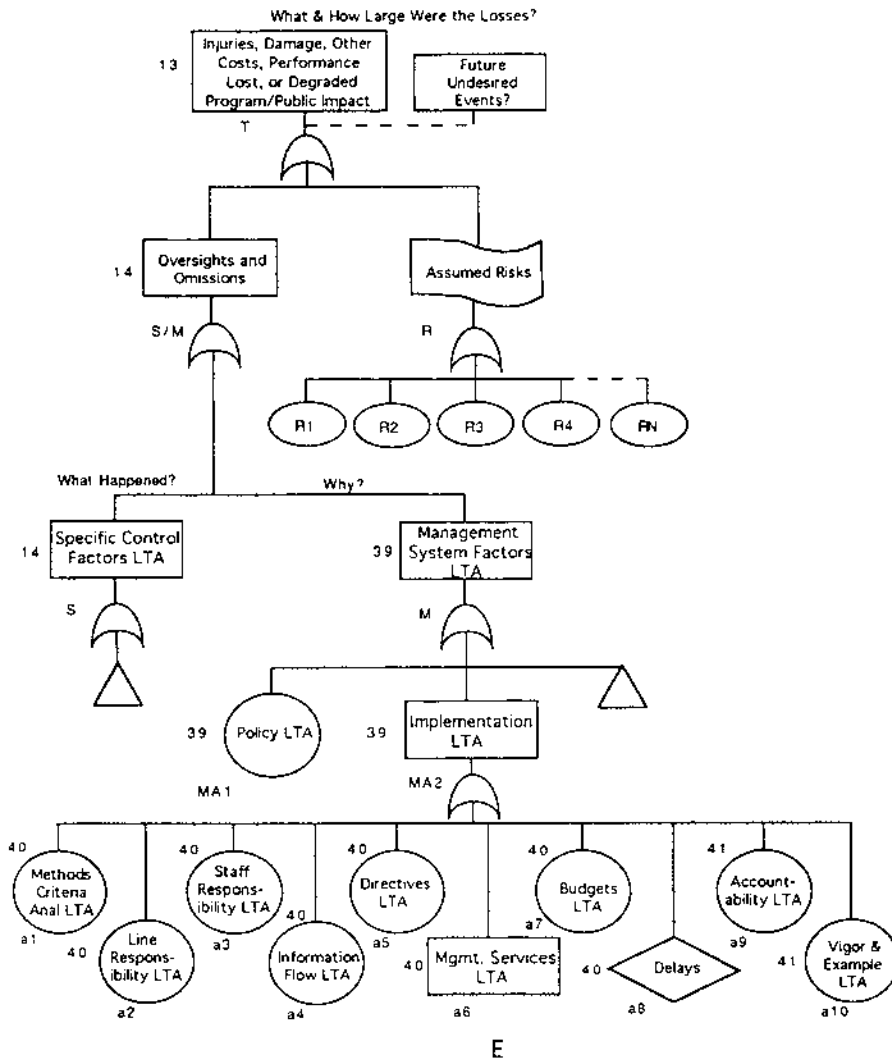 What & How Large Were the Losses?
13
Injuries, Damage, Other
Costs, Performance
Lost, or Degraded
Program/Public Impact
Future
Undesired
Events?
T
14
Oversights and
Omissions
Assumed Risks
S/M
R
R1
R2
R3
R4
RN
What Happened?
Why?
14
Specific Control
Factors LTA
39
Management
System Factors
LTA
S
M
39
Policy LTA
39
Implementation
LTA
MA1
MA2
40
Methods
Criteria
Anal LTA
a1
40
Line
Respons-
ibility LTA
a2
40
Staff
Respons-
ibility LTA
a3
40
Information
Flow LTA
a4
40
Directives
LTA
a5
40
Mgmt. Services
LTA
a6
40
Budgets
LTA
a7
40
Delays
a8
41
Account-
ability LTA
a9
41
Vigor &
Example
LTA
a10
E